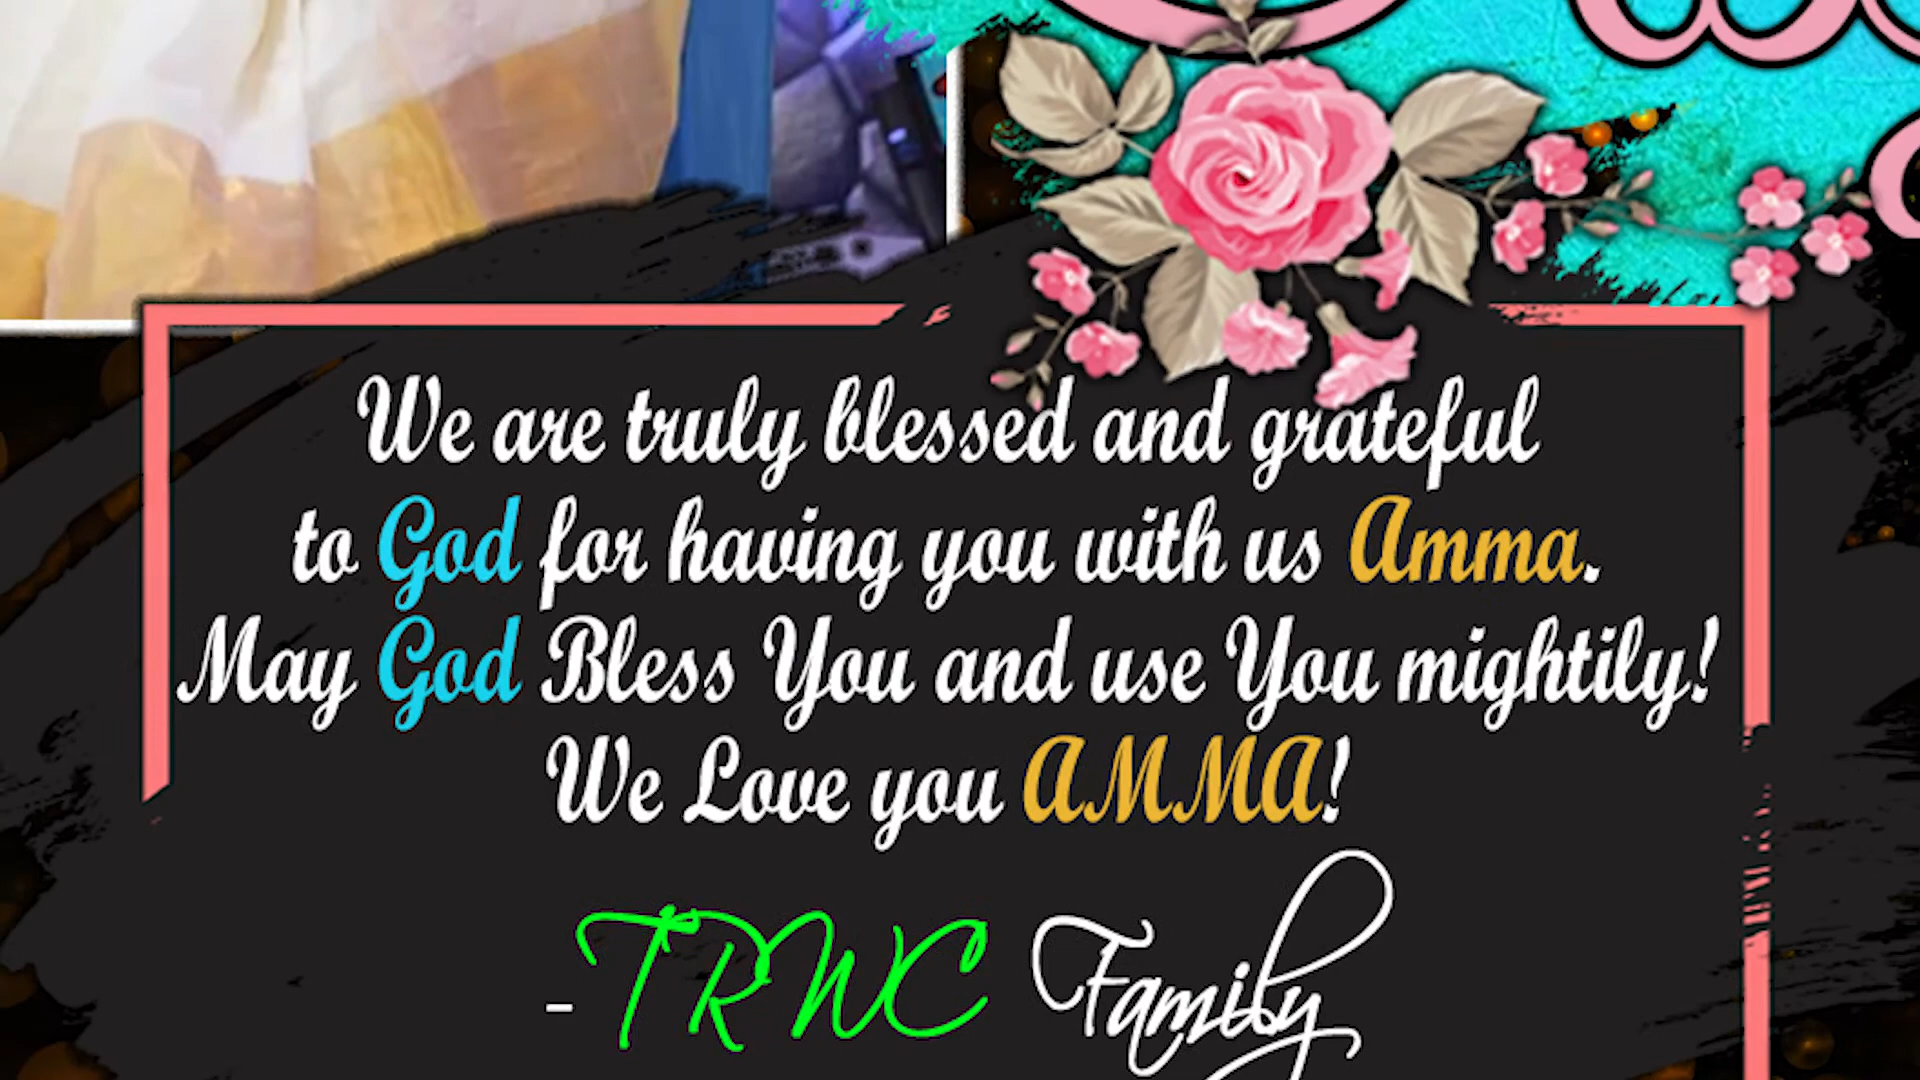 We are truly blessed and grateful
to God for having you with us Amma.
May God Bless You and use You mightily!
We Love you AMMA!
- TRWC Family